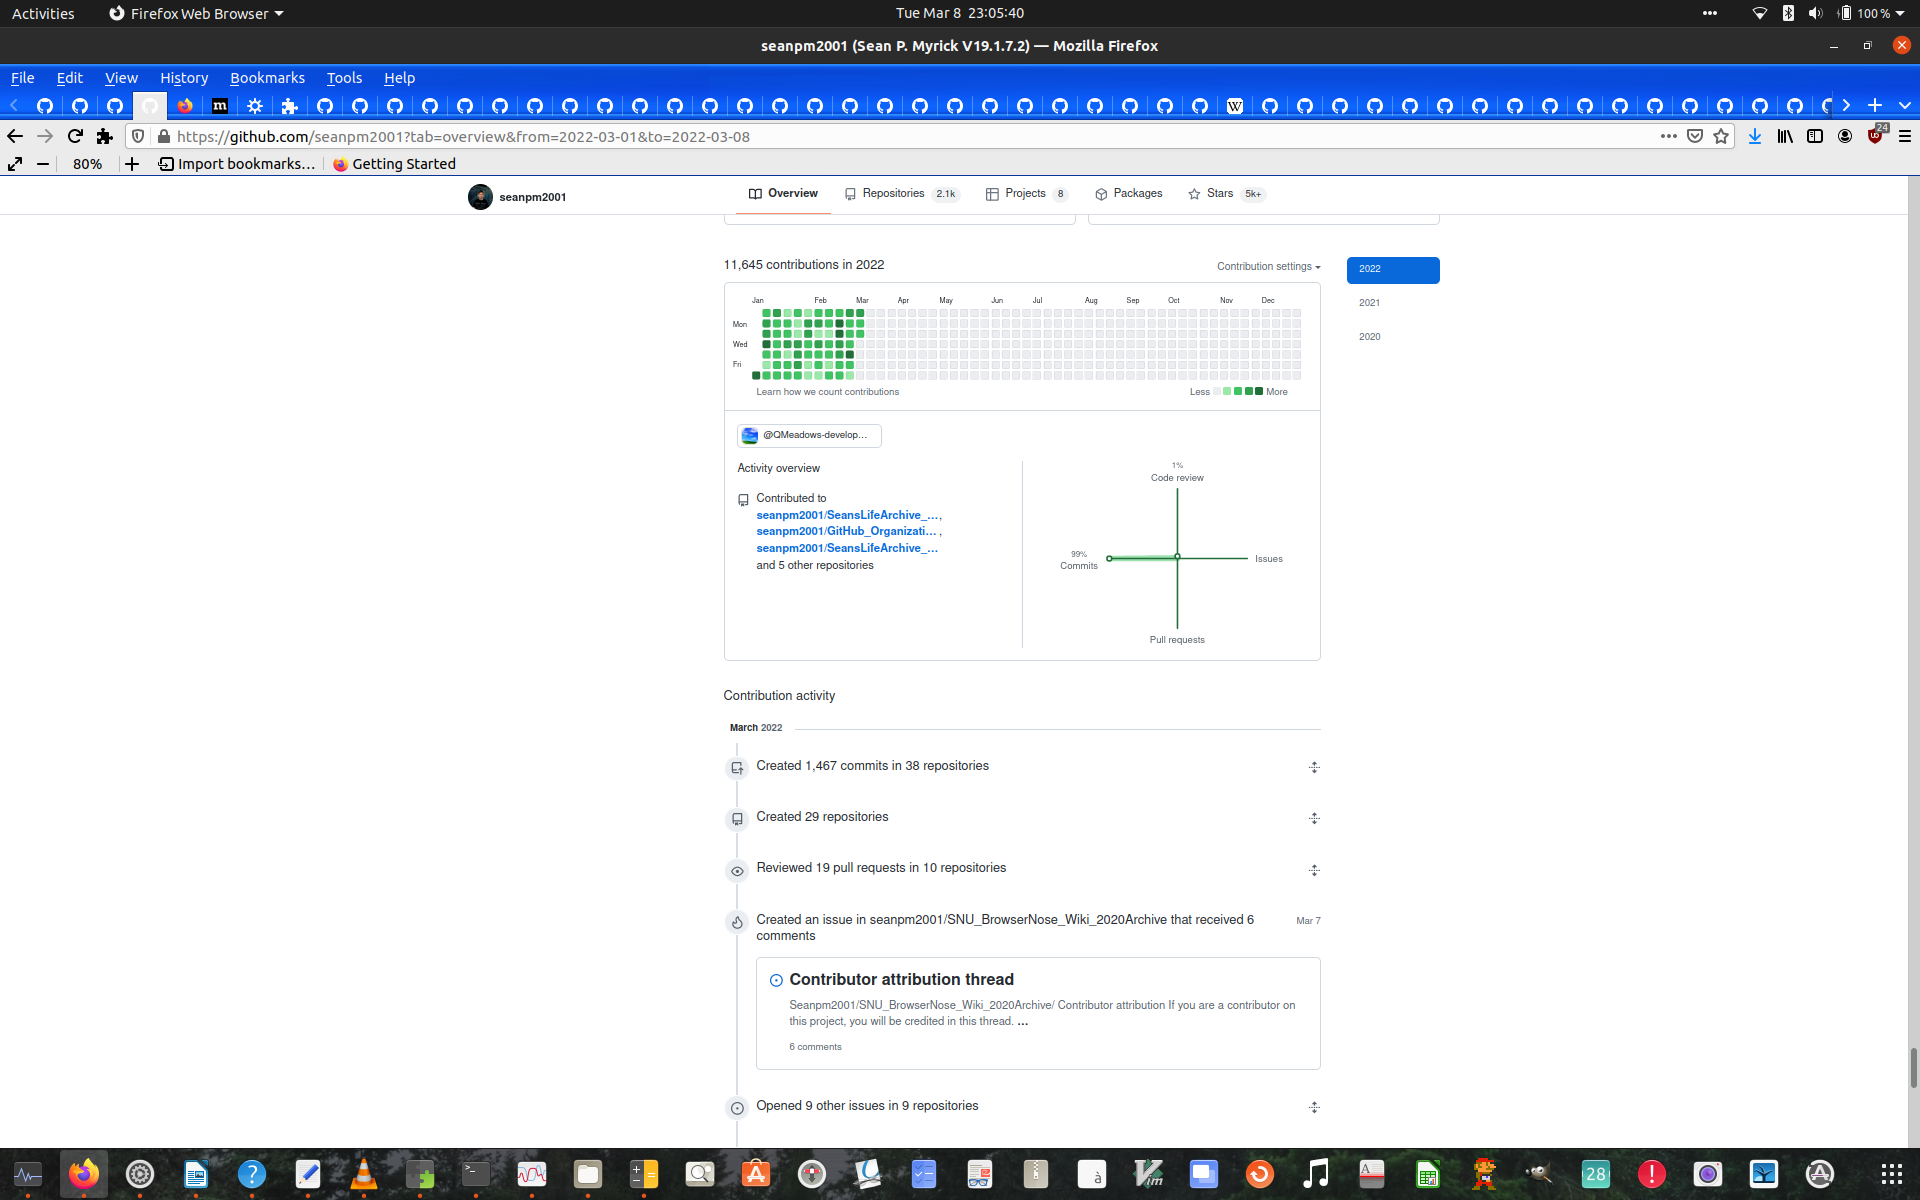 Activities
Firefox Web Browser
Tue Mar 8 23:05:40
100 %
seanpm2001 (Sean P. Myrick V19.1.7.2) — Mozilla Firefox
File Edit View History Bookmarks Tools Help
m
W
https://github.com/seanpm2001?tab=overview&from=2022-03-01&to=2022-03-08
24
80%
Import bookmarks...
Getting Started
seanpm2001
Overview
Repositories 2.1k
Projects 8
Packages
Stars 5k+
11,645 contributions in 2022
Contribution settings
2022
2021
2020
Jan Feb Mar Apr May Jun Jul Aug Sep Oct Nov Dec
Mon
Wed
Fri
Learn how we count contributions
Less More
@QMeadows-develop...
Activity overview
Contributed to
seanpm2001/SeansLifeArchive_... ,
seanpm2001/GitHub_Organizati... ,
seanpm2001/SeansLifeArchive_...
and 5 other repositories
1%
Code review
99%
Commits
Issues
Pull requests
Contribution activity
March 2022
Created 1,467 commits in 38 repositories
Created 29 repositories
Reviewed 19 pull requests in 10 repositories
Created an issue in seanpm2001/SNU_BrowserNose_Wiki_2020Archive that received 6
comments
Mar 7
Contributor attribution thread
Seanpm2001/SNU_BrowserNose_Wiki_2020Archive/ Contributor attribution If you are a contributor on
this project, you will be credited in this thread. ...
6 comments
Opened 9 other issues in 9 repositories
?
>_
à
Vim
A
28
!